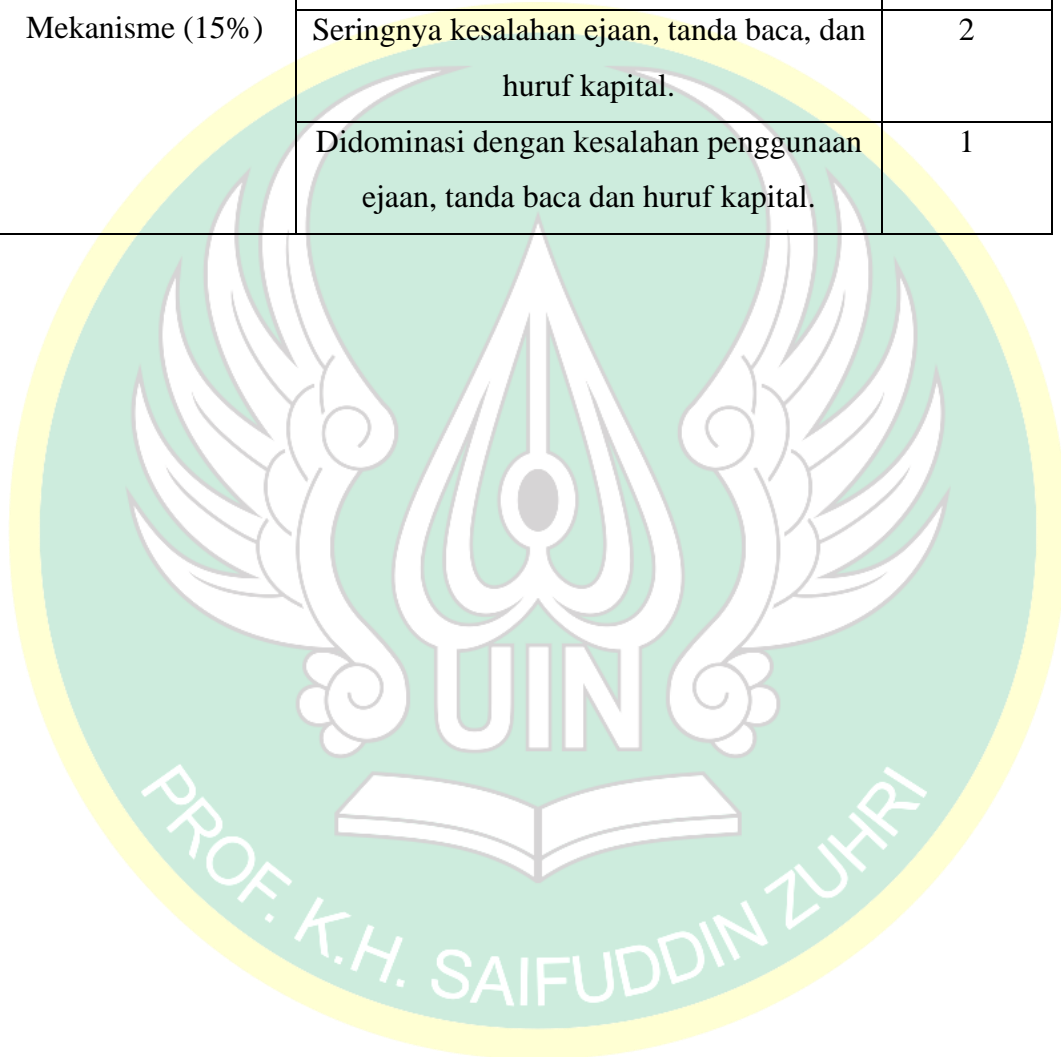 Mekanisme (15%)
Seringnya kesalahan ejaan, tanda baca, dan
huruf kapital.
2
Didominasi dengan kesalahan penggunaan
ejaan, tanda baca dan huruf kapital.
1
UIN
PROF. K.H. SAIFUDDIN ZUHRI